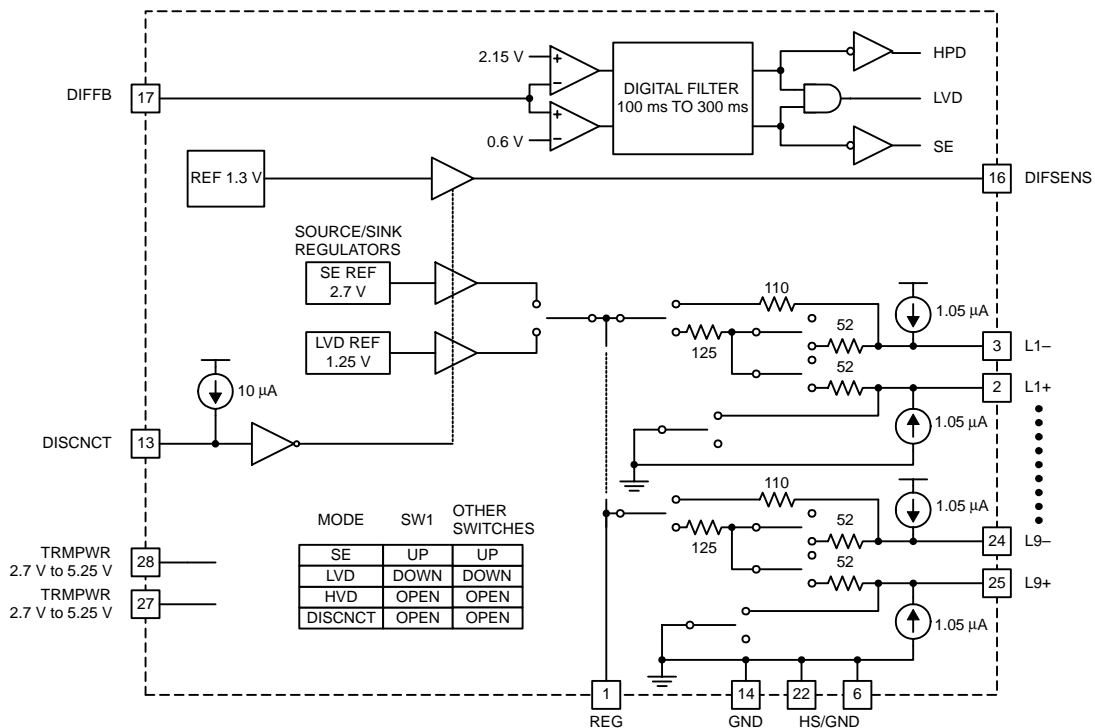 2.15 V
+
−
HPD
DIFFB
17
DIGITAL FILTER
100 ms TO 300 ms
LVD
+
−
0.6 V
SE
REF 1.3 V
16
DIFSENS
SOURCE/SINK
REGULATORS
SE REF
2.7 V
110
1.05 µA
52
125
LVD REF
1.25 V
3
L1–
52
10 µA
2
L1+
DISCNCT
13
1.05 µA
110
1.05 µA
52
125
24
L9–
52
25
L9+
1.05 µA
MODE SW1 OTHER
SWITCHES
SE UP UP
LVD DOWN DOWN
HVD OPEN OPEN
DISCNCT OPEN OPEN
TRMPWR
2.7 V to 5.25 V
28
TRMPWR
2.7 V to 5.25 V
27
1
14
22
6
REG
GND
HS/GND